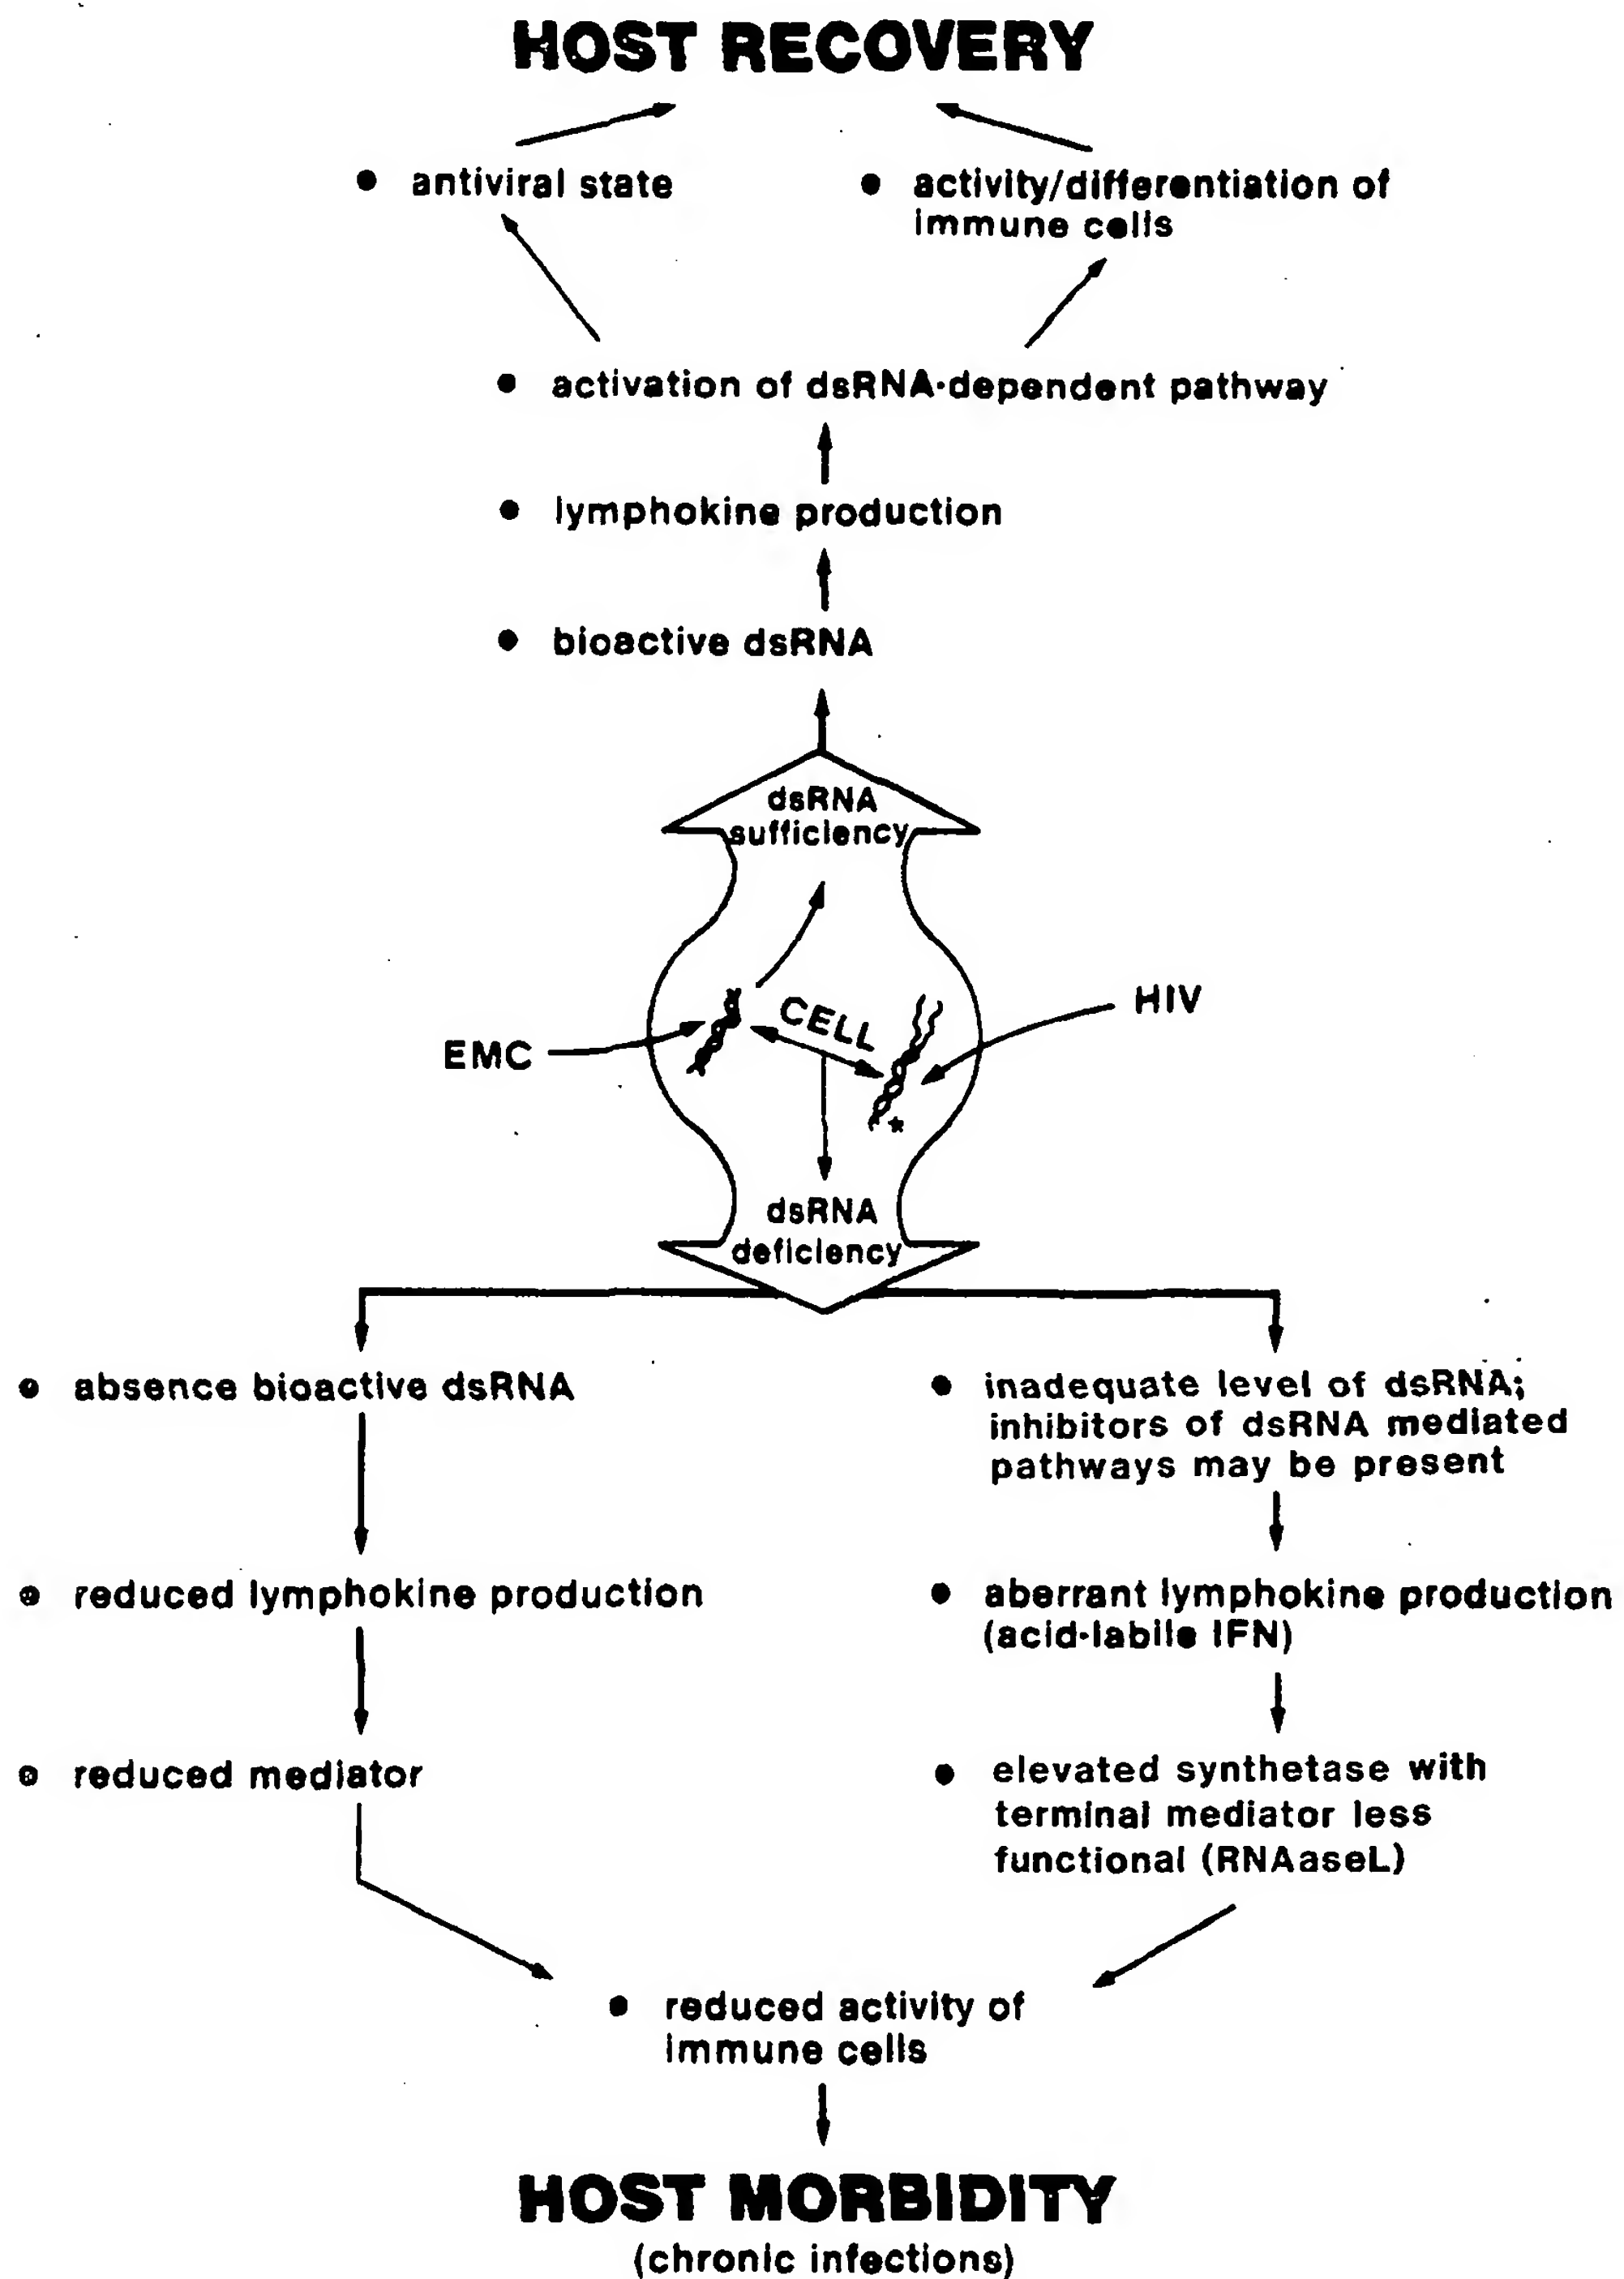 HOST RECOVERY
• antiviral state
• activity/differentiation of
immune cells
• activation of dsRNA-dependent pathway
• lymphokine production
• bioactive dsRNA
dsRNA
sufficiency
CELL
HIV
EMC
*
dsRNA
deficiency
• absence bioactive dsRNA
• inadequate level of dsRNA;
inhibitors of dsRNA mediated
pathways may be present
• reduced lymphokine production
• aberrant lymphokine production
(acid-labile IFN)
• reduced mediator
• elevated synthetase with
terminal mediator less
functional (RNAaseL)
• reduced activity of
immune cells
HOST MORBIDITY
(chronic infections)